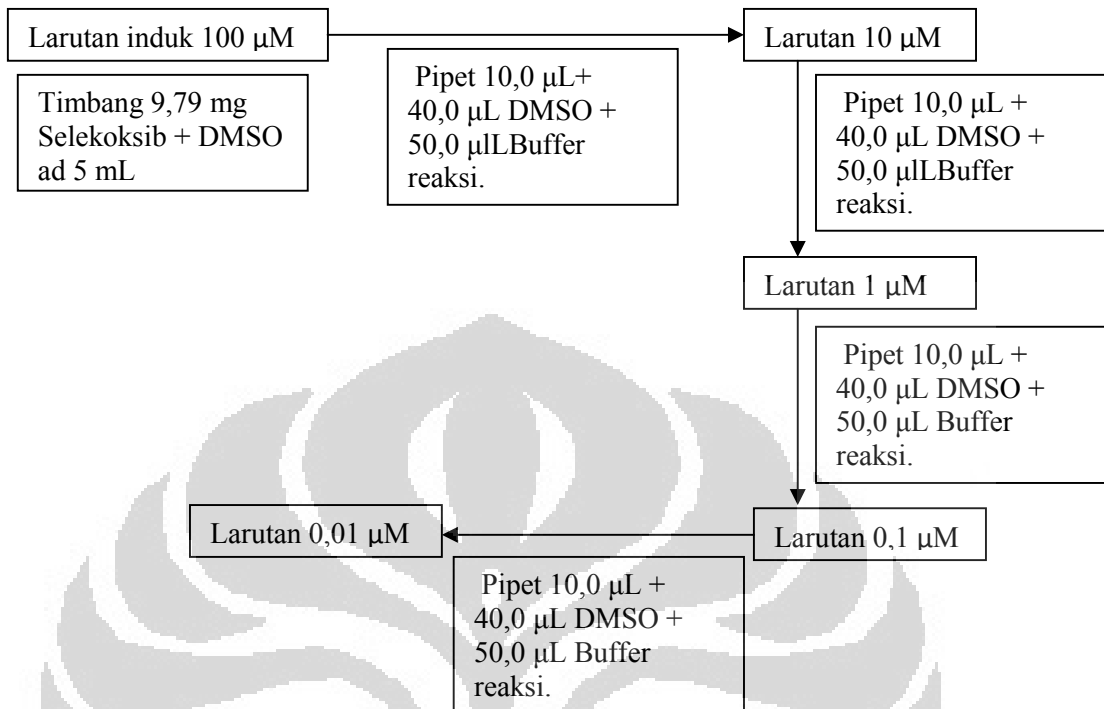 Larutan induk 100 μM
Timbang 9,79 mg
Selekoksib + DMSO
ad 5 mL
Pipet 10,0 μL+
40,0 μL DMSO +
50,0 μlLBuffer
reaksi.
Larutan 10 μM
Pipet 10,0 μL +
40,0 μL DMSO +
50,0 μlLBuffer
reaksi.
Larutan 1 μM
Pipet 10,0 μL +
40,0 μL DMSO +
50,0 μL Buffer
reaksi.
Larutan 0,1 μM
Pipet 10,0 μL +
40,0 μL DMSO +
50,0 μL Buffer
reaksi.
Larutan 0,01 μM